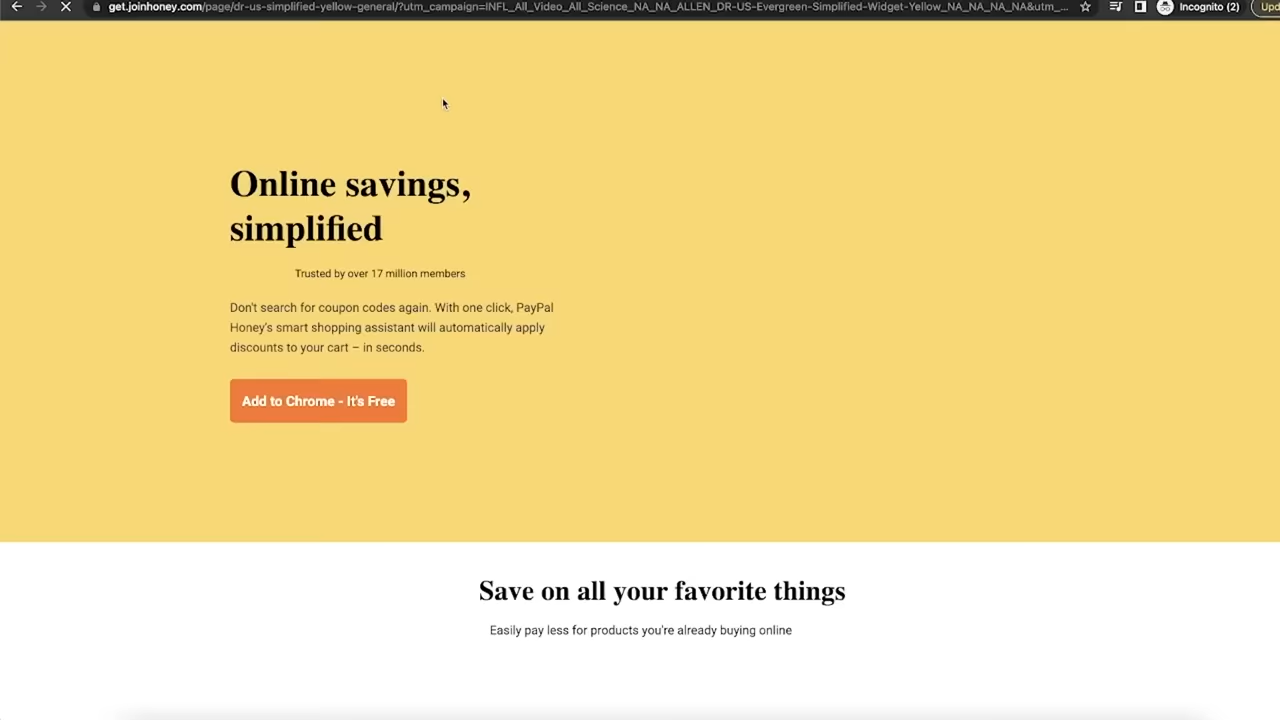 get.joinhoney.com/page/dr-us-simplified-yellow-general/?utm_campaign=INFL_All_Video_All_Science_NA_NA_ALLEN_DR-US-Evergreen-Simplified-Widget-Yellow_NA_NA_NA_NA&utm_...
Incognito (2)
Upd
Online savings,
simplified
Trusted by over 17 million members
Don't search for coupon codes again. With one click, PayPal
Honey's smart shopping assistant will automatically apply
discounts to your cart – in seconds.
Add to Chrome - It's Free
Save on all your favorite things
Easily pay less for products you're already buying online